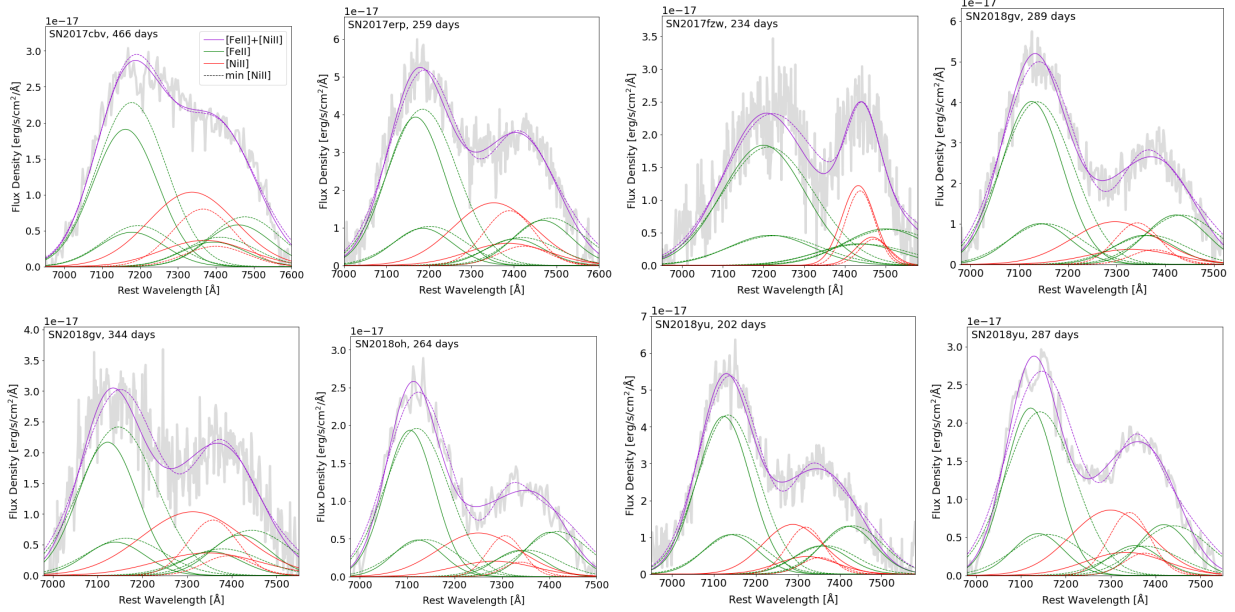 1e−17
SN2017cbv, 466 days
[FeII]+[NiII]
[FeII]
[NiII]
min [NiII]
3.0
2.5
2.0
1.5
1.0
0.5
0.0
Flux Density [erg/s/cm²/Å]
7100 7200 7300 7400 7500 7600
Rest Wavelength [Å]
1e−17
SN2017erp, 259 days
6
5
4
3
2
1
0
Flux Density [erg/s/cm²/Å]
7000 7100 7200 7300 7400 7500 7600
Rest Wavelength [Å]
1e−17
SN2017fzw, 234 days
4.0
3.5
3.0
2.5
2.0
1.5
1.0
0.5
0.0
Flux Density [erg/s/cm²/Å]
7000 7100 7200 7300 7400 7500
Rest Wavelength [Å]
1e−17
SN2018gv, 289 days
6
5
4
3
2
1
0
Flux Density [erg/s/cm²/Å]
7000 7100 7200 7300 7400 7500
Rest Wavelength [Å]
1e−17
SN2018gv, 344 days
4.0
3.5
3.0
2.5
2.0
1.5
1.0
0.5
0.0
Flux Density [erg/s/cm²/Å]
7000 7100 7200 7300 7400 7500
Rest Wavelength [Å]
1e−17
SN2018oh, 264 days
3.0
2.5
2.0
1.5
1.0
0.5
0.0
Flux Density [erg/s/cm²/Å]
7000 7100 7200 7300 7400 7500
Rest Wavelength [Å]
1e−17
SN2018yu, 202 days
7
6
5
4
3
2
1
0
Flux Density [erg/s/cm²/Å]
7000 7100 7200 7300 7400 7500
Rest Wavelength [Å]
1e−17
SN2018yu, 287 days
3.0
2.5
2.0
1.5
1.0
0.5
0.0
Flux Density [erg/s/cm²/Å]
7000 7100 7200 7300 7400 7500
Rest Wavelength [Å]